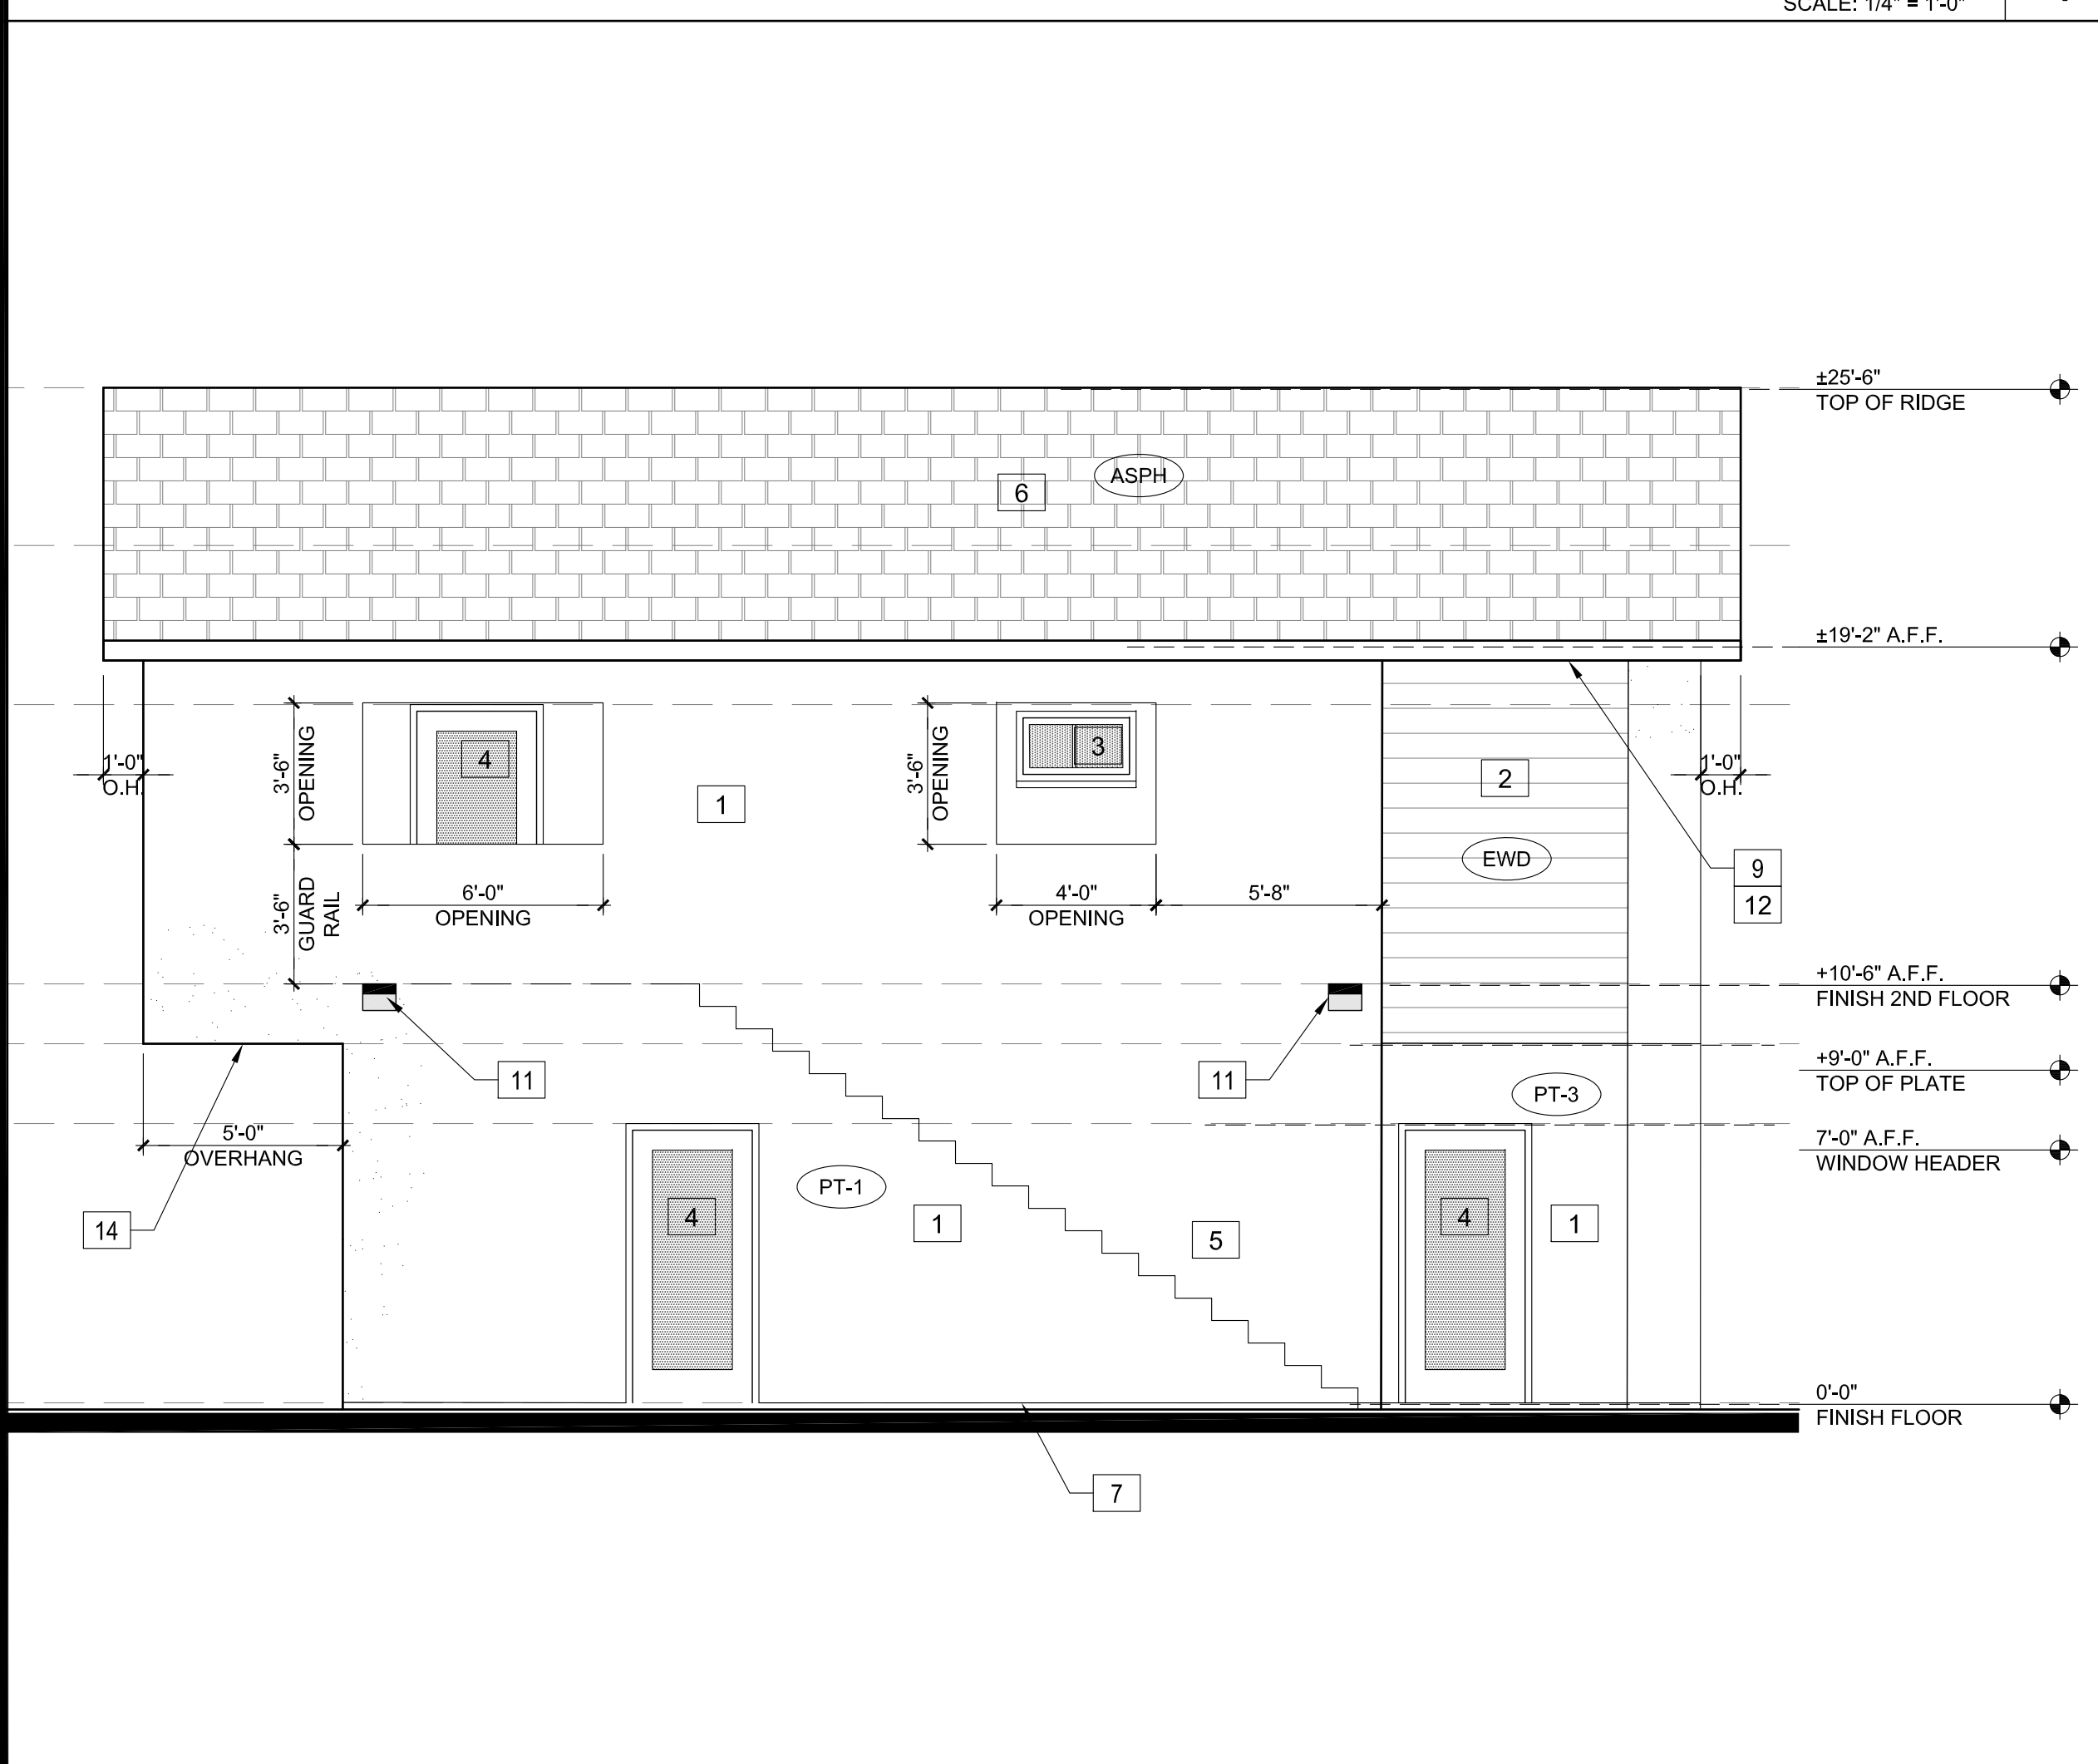 SCALE: 1/4" = 1'-0"
±25'-6"
TOP OF RIDGE
ASPH
6
±19'-2" A.F.F.
3'-6"
OPENING
4
3'-6"
OPENING
3
1'-0"
O.H.
1
2
1'-0"
O.H.
EWD
9
12
3'-6"
GUARD
RAIL
6'-0"
OPENING
4'-0"
OPENING
5'-8"
+10'-6" A.F.F.
FINISH 2ND FLOOR
11
11
+9'-0" A.F.F.
TOP OF PLATE
PT-3
5'-0"
OVERHANG
7'-0" A.F.F.
WINDOW HEADER
PT-1
14
4
1
5
4
1
0'-0"
FINISH FLOOR
7